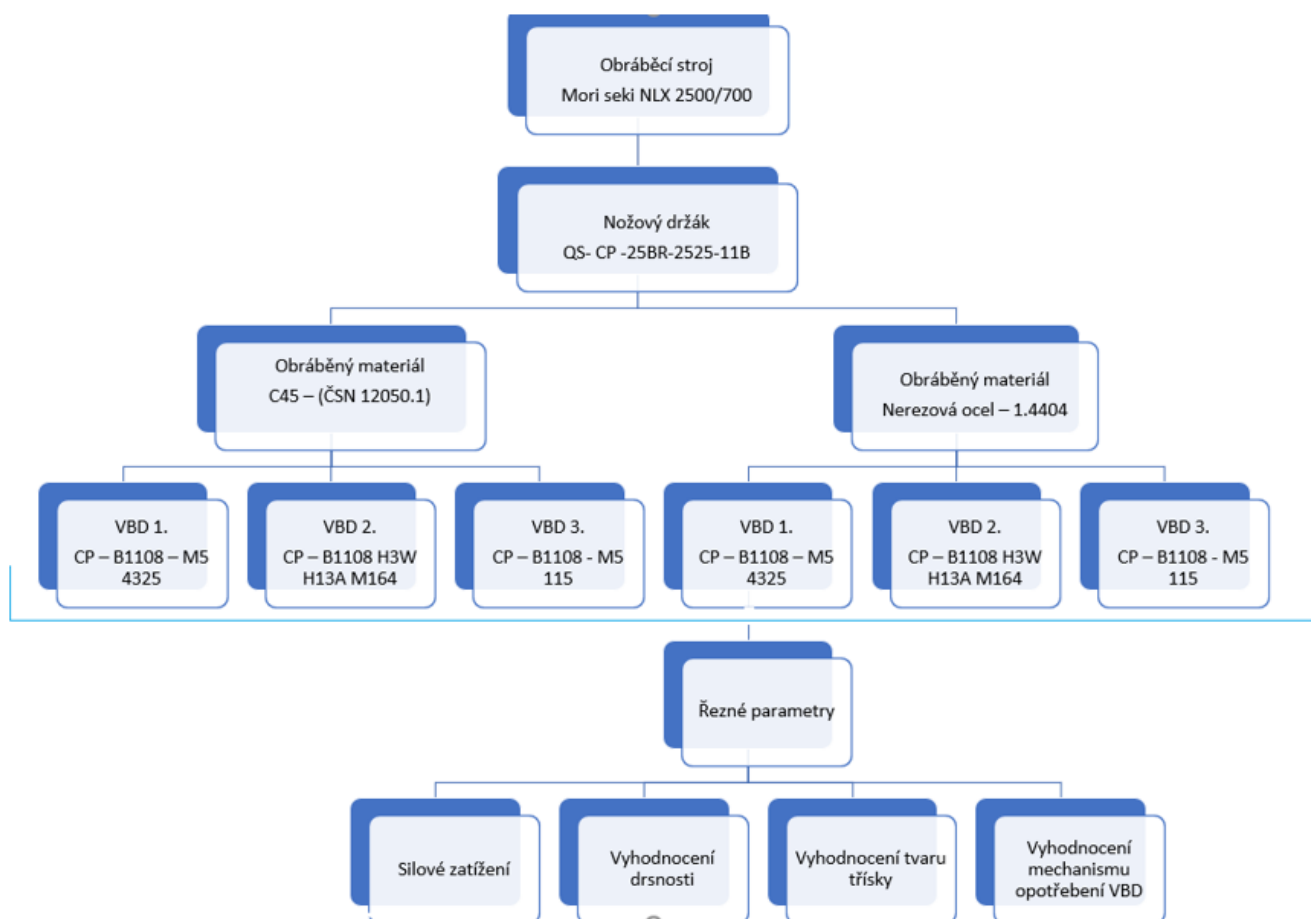 Obráběcí stroj
Mori seki NLX 2500/700
Nožový držák
QS- CP -25BR-2525-11B
Obráběný materiál
C45 – (ČSN 12050.1)
Obráběný materiál
Nerezová ocel – 1.4404
VBD 1.
CP – B1108 – M5
4325
VBD 2.
CP – B1108 H3W
H13A M164
VBD 3.
CP – B1108 - M5
115
VBD 1.
CP – B1108 – M5
4325
VBD 2.
CP – B1108 H3W
H13A M164
VBD 3.
CP – B1108 - M5
115
Řezné parametry
Silové zatížení
Vyhodnocení
drsnosti
Vyhodnocení tvaru
třísky
Vyhodnocení
mechanismu
opotřebení VBD